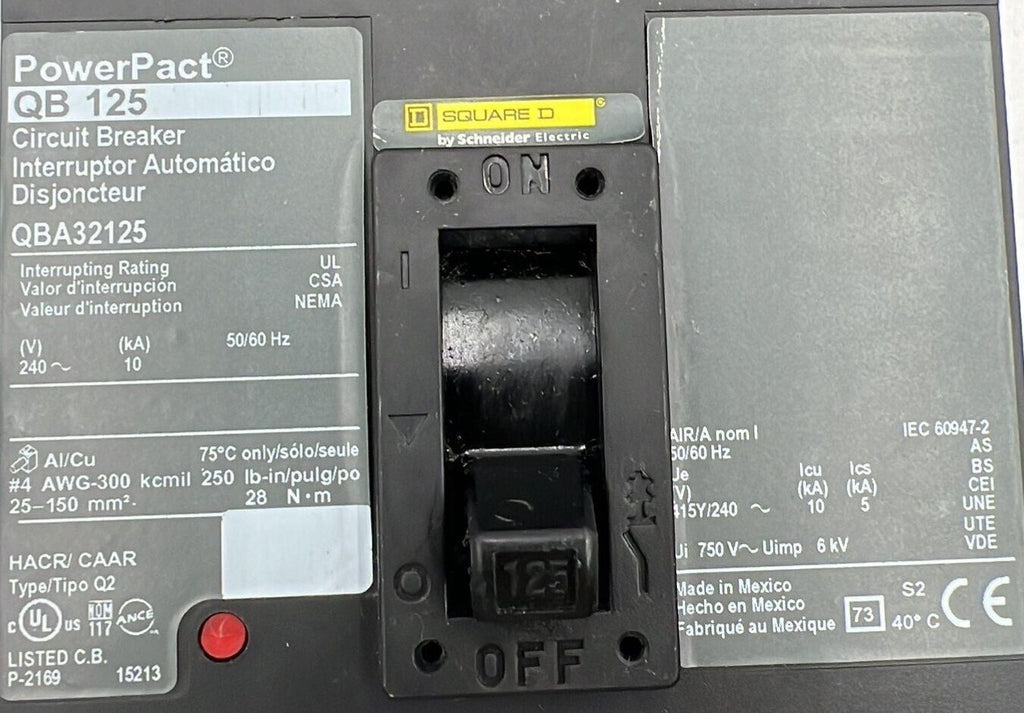 PowerPact®
QB 125
Circuit Breaker
Interruptor Automático
Disjoncteur
QBA32125
Interrupting Rating UL
Valor d'interrupción CSA
Valeur d'interruption NEMA
(V) (kA) 50/60 Hz
240 ~ 10
Al/Cu 75°C only/sólo/seule
#4 AWG-300 kcmil 250 lb-in/pulg/po
25–150 mm². 28 N·m
HACR/ CAAR
Type/Tipo Q2
c UL us NOM 117 ANCE
LISTED C.B.
P-2169 15213
SQUARE D
by Schneider Electric
ON
I
125
O
OFF
AIR/A nom I IEC 60947-2
50/60 Hz AS
Ue Icu Ics BS
(V) (kA) (kA) CEI
415Y/240 ~ 10 5 UNE
UTE
Ui 750 V~ Uimp 6 kV VDE
Made in Mexico S2
Hecho en Mexico 73 40° C CE
Fabriqué au Mexique